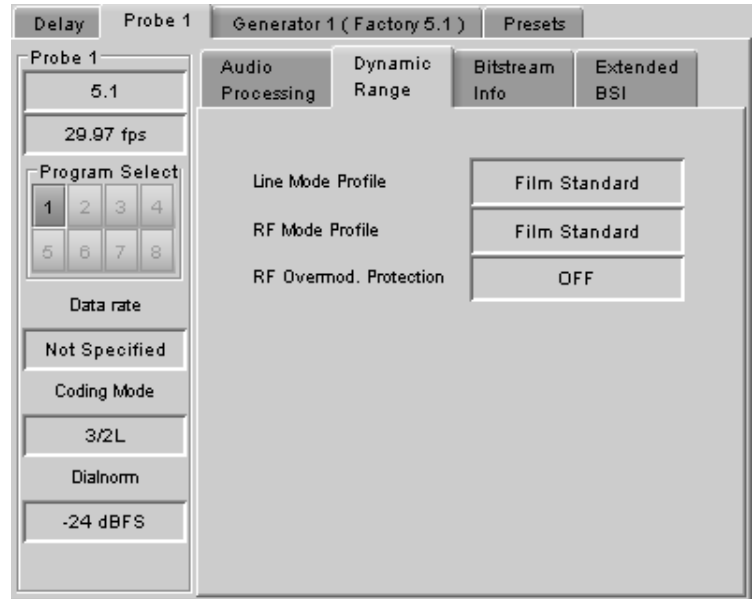 Delay
Probe 1
Generator 1 ( Factory 5.1 )
Presets
Probe 1
5.1
29.97 fps
Program Select
1 2 3 4
5 6 7 8
Data rate
Not Specified
Coding Mode
3/2L
Dialnorm
-24 dBFS
Audio
Processing
Dynamic
Range
Bitstream
Info
Extended
BSI
Line Mode Profile
Film Standard
RF Mode Profile
Film Standard
RF Overmod. Protection
OFF